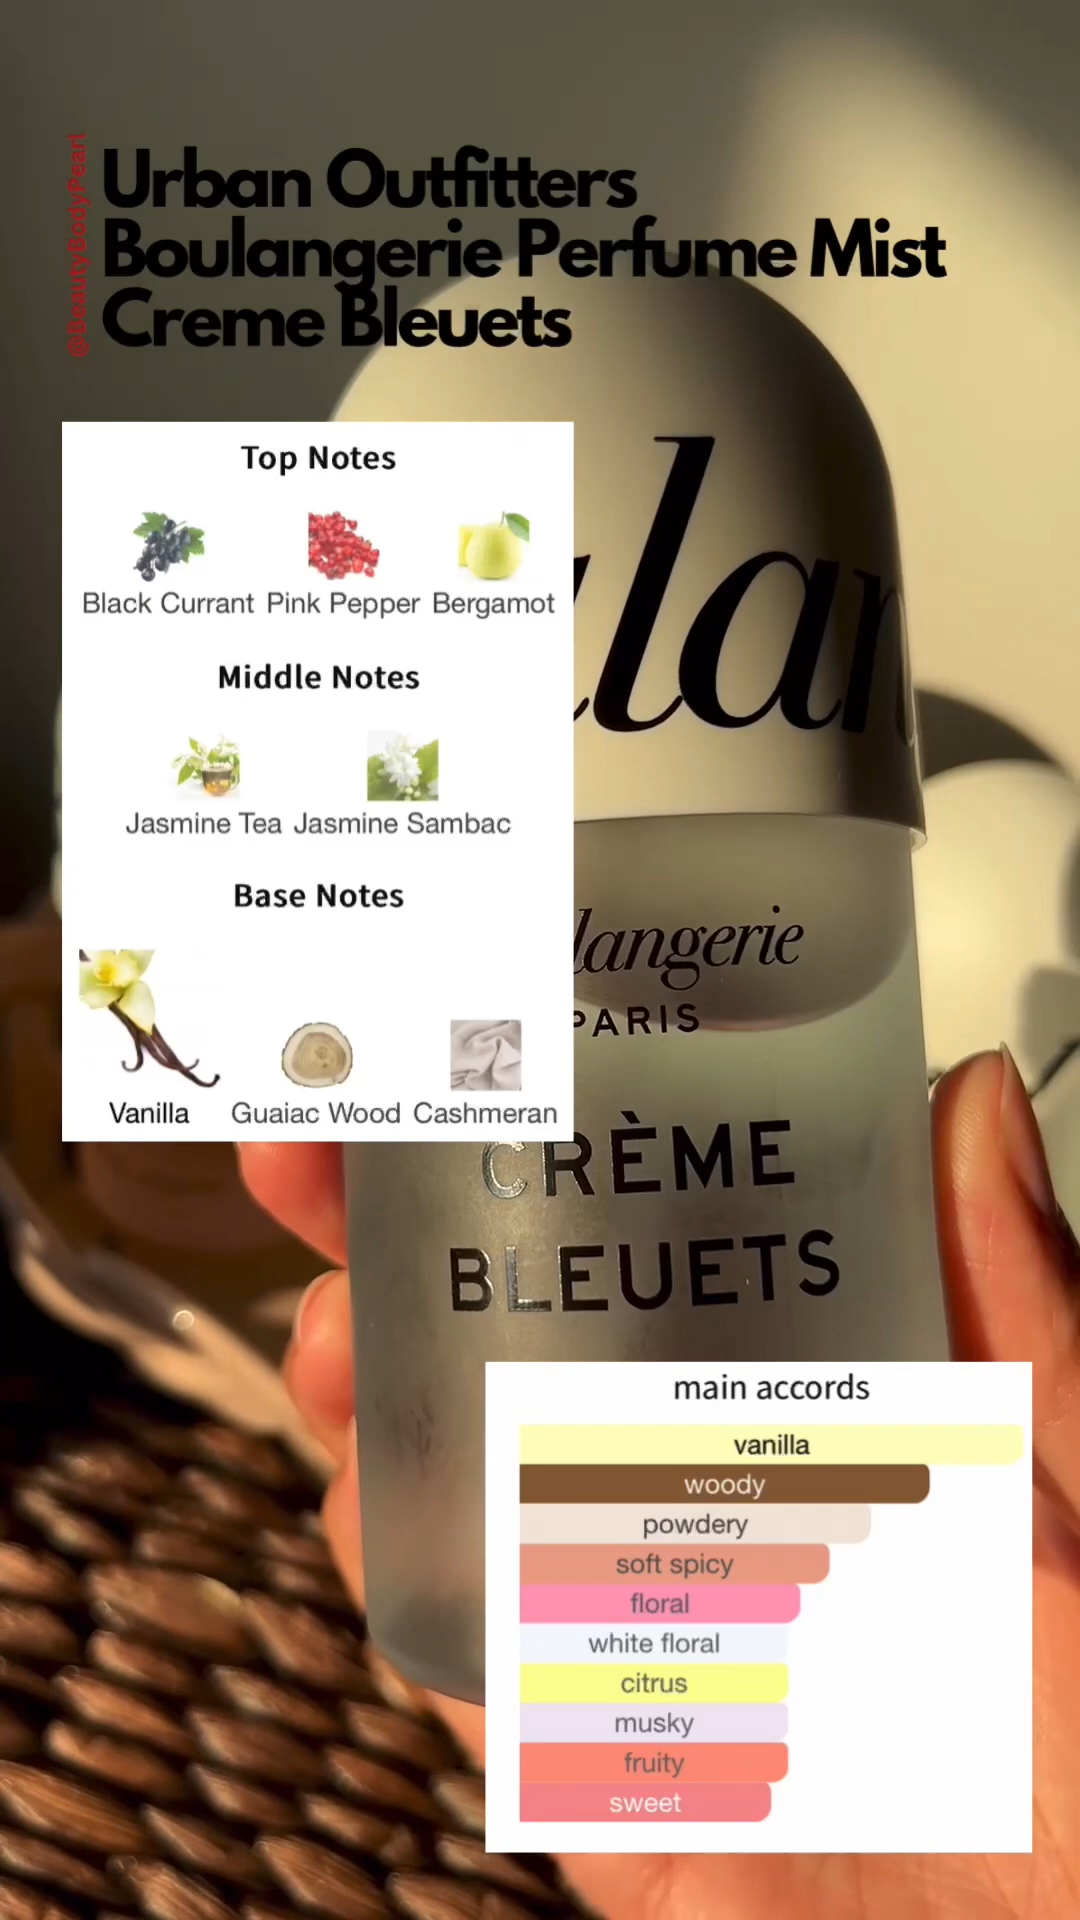 @BeautyBodyPearl
Urban Outfitters
Boulangerie Perfume Mist
Creme Bleuets
Top Notes
Black Currant Pink Pepper Bergamot
Middle Notes
Jasmine Tea Jasmine Sambac
Base Notes
Vanilla Guaiac Wood Cashmeran
lan
langerie
PARIS
CRÈME
BLEUETS
main accords
vanilla
woody
powdery
soft spicy
floral
white floral
citrus
musky
fruity
sweet